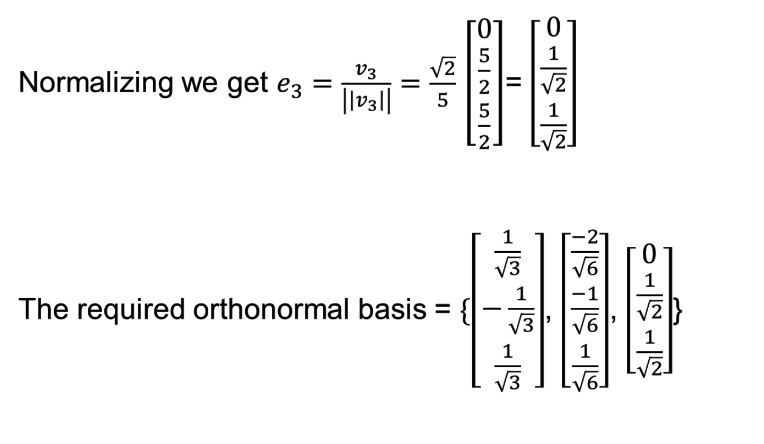 Normalizing we get e₃ = v₃/||v₃|| = √2/5 [0 5/2 5/2] = [0 1/√2 1/√2]
The required orthonormal basis = {[1/√3 −1/√3 1/√3], [−2/√6 −1/√6 1/√6], [0 1/√2 1/√2]}